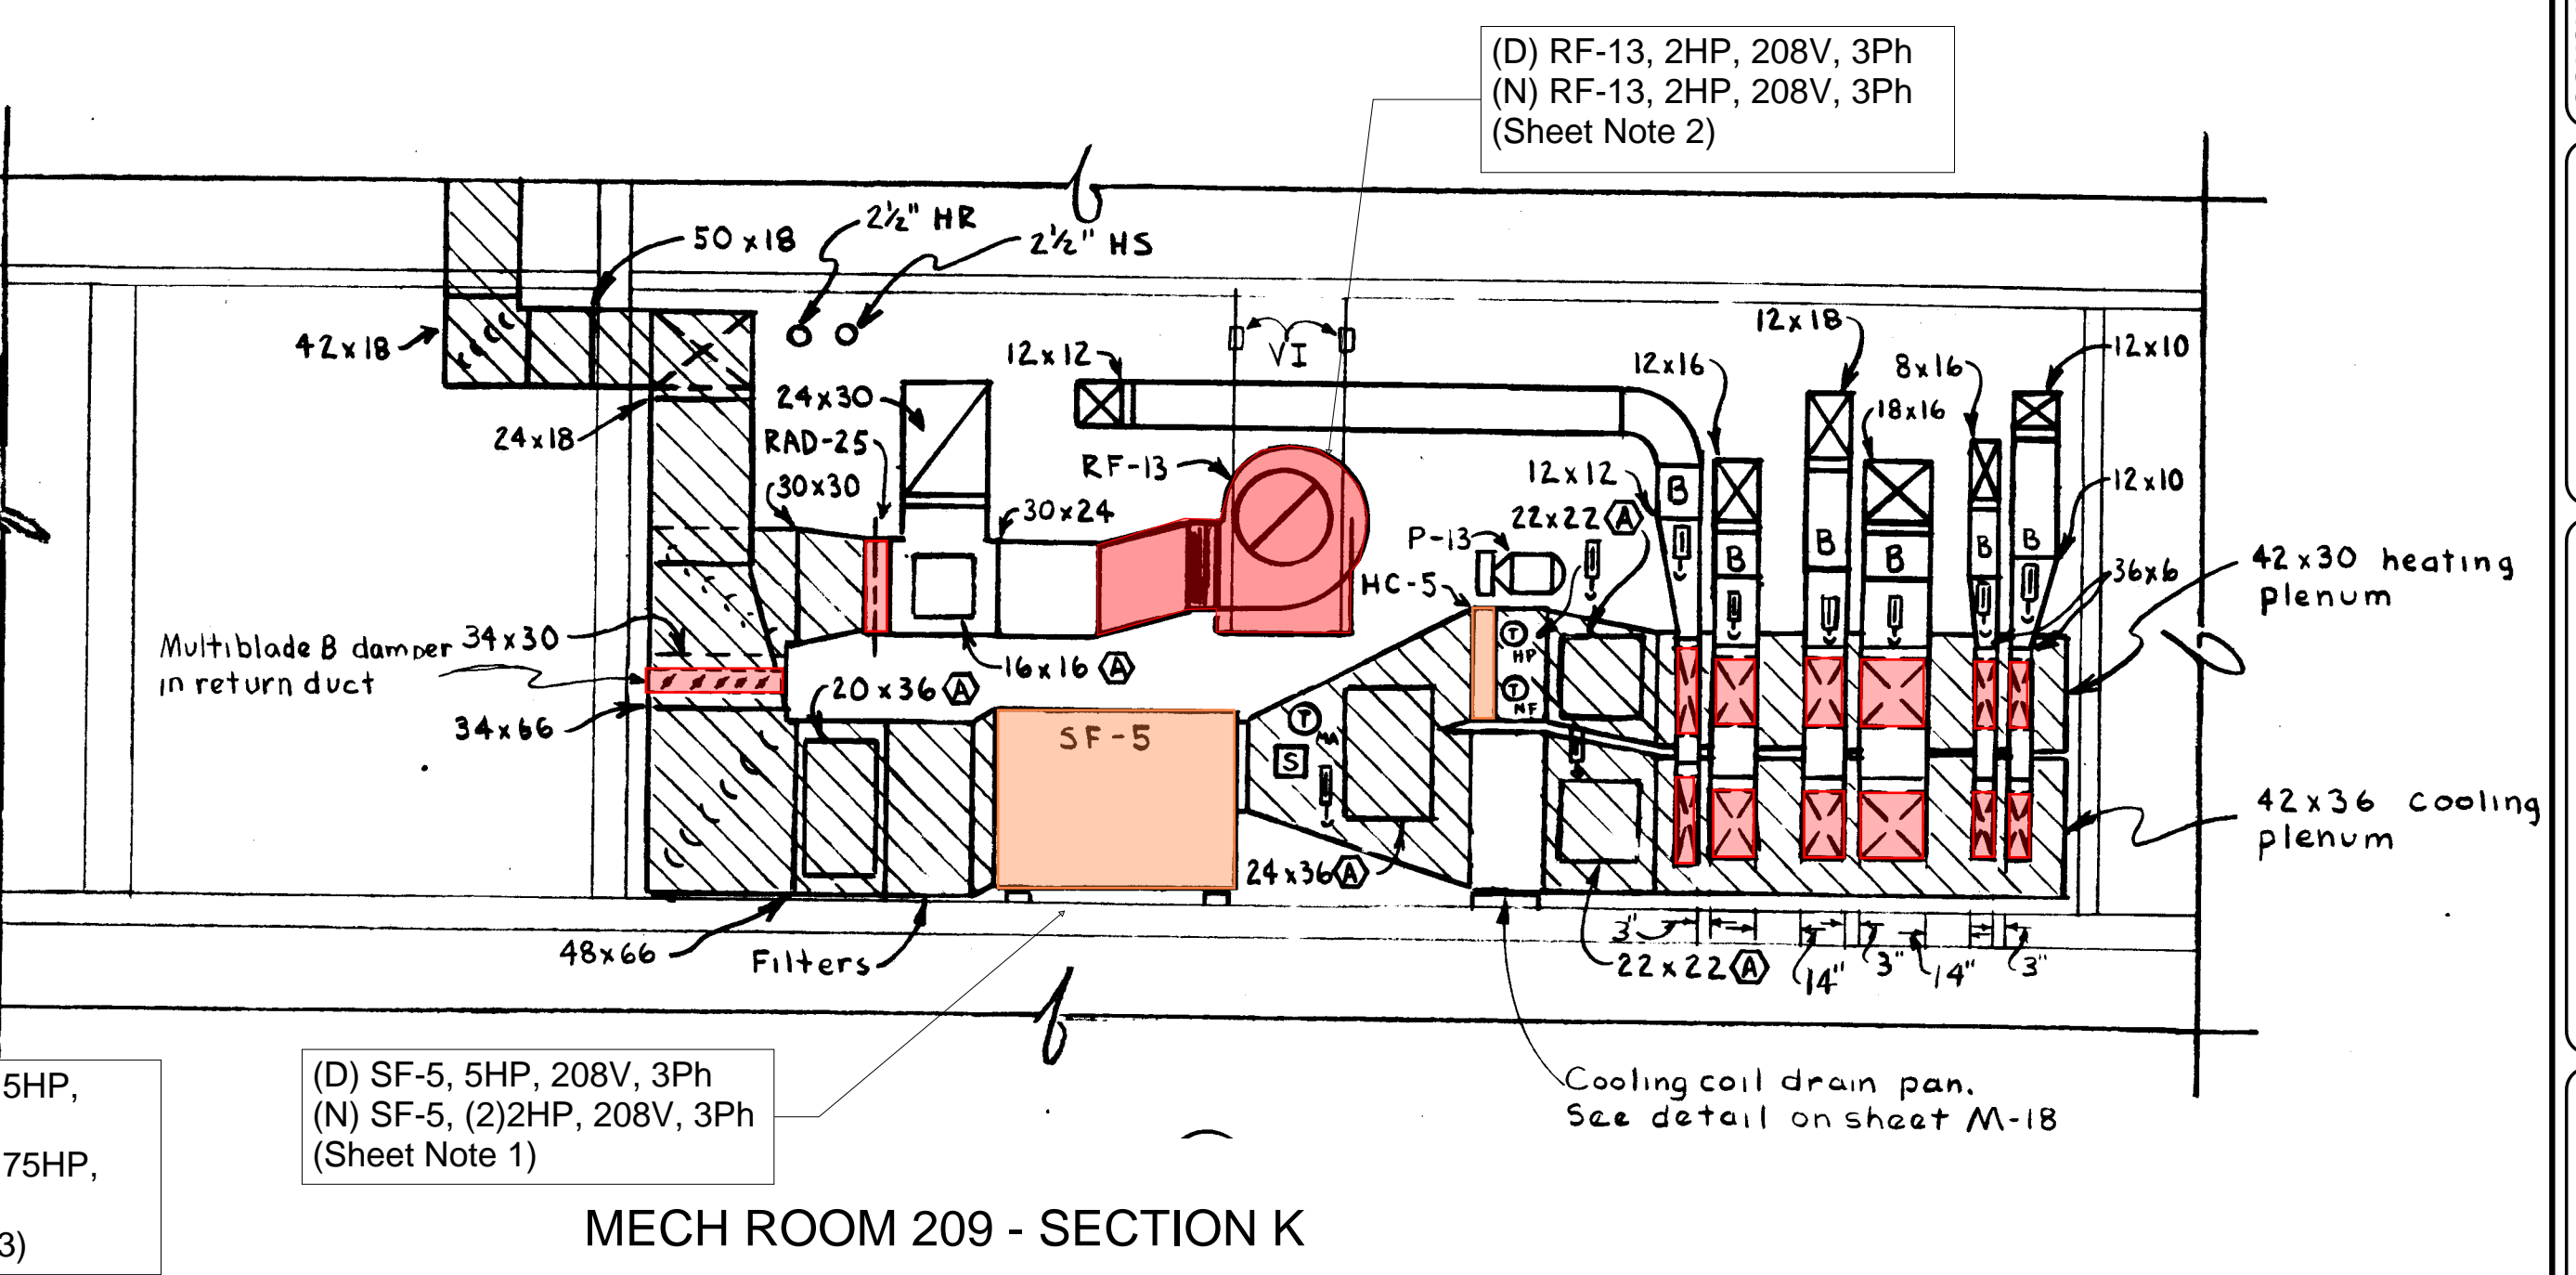 (D) RF-13, 2HP, 208V, 3Ph
(N) RF-13, 2HP, 208V, 3Ph
(Sheet Note 2)
2½" HR
50x18
2½" HS
42x18
12x12
VI
12x18
12x16
8x16
12x10
24x30
18x16
24x18
RAD-25
RF-13
30x30
12x12
B
12x10
30x24
22x22 A
P-13
B
B
B
B
B
42x30 heating
plenum
HC-5
36x6
Multiblade B damper
in return duct
34x30
16x16 A
T
HP
T
NF
20x36 A
34x66
SF-5
T
MA
S
42x36 cooling
plenum
24x36 A
48x66
Filters
3"
22x22 A
14"
3"
14"
3"
5HP,
75HP,
3)
(D) SF-5, 5HP, 208V, 3Ph
(N) SF-5, (2)2HP, 208V, 3Ph
(Sheet Note 1)
Cooling coil drain pan.
See detail on sheet M-18
MECH ROOM 209 - SECTION K